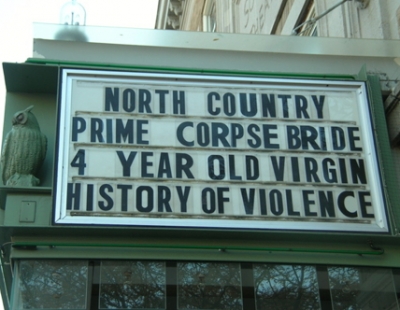 NORTH COUNTRY
PRIME CORPSE BRIDE
4 YEAR OLD VIRGIN
HISTORY OF VIOLENCE